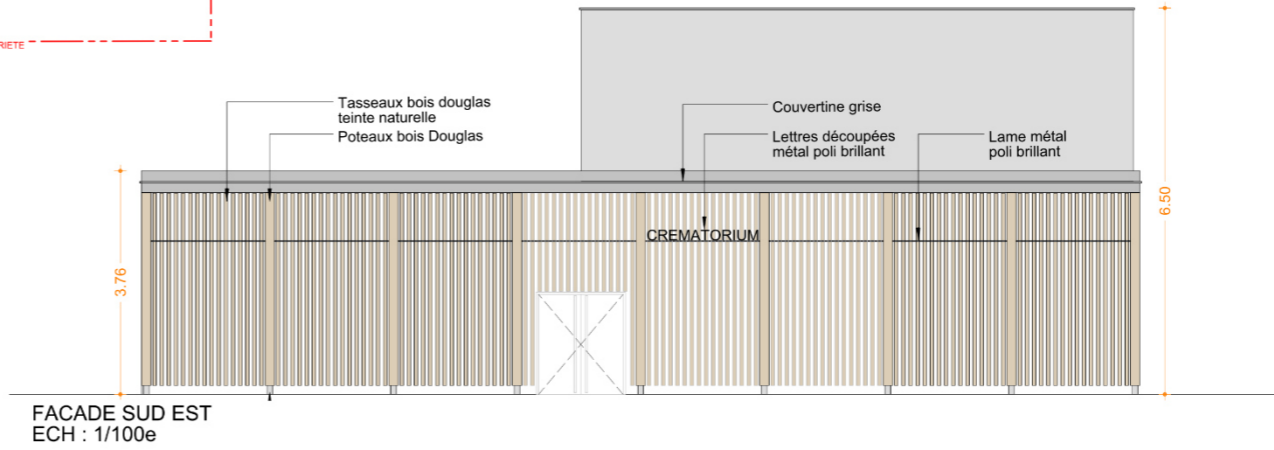 RIETE
Tasseaux bois douglas
teinte naturelle
Poteaux bois Douglas
Couvertine grise
Lettres découpées
métal poli brillant
Lame métal
poli brillant
3.76
6.50
CREMATORIUM
FACADE SUD EST
ECH : 1/100e